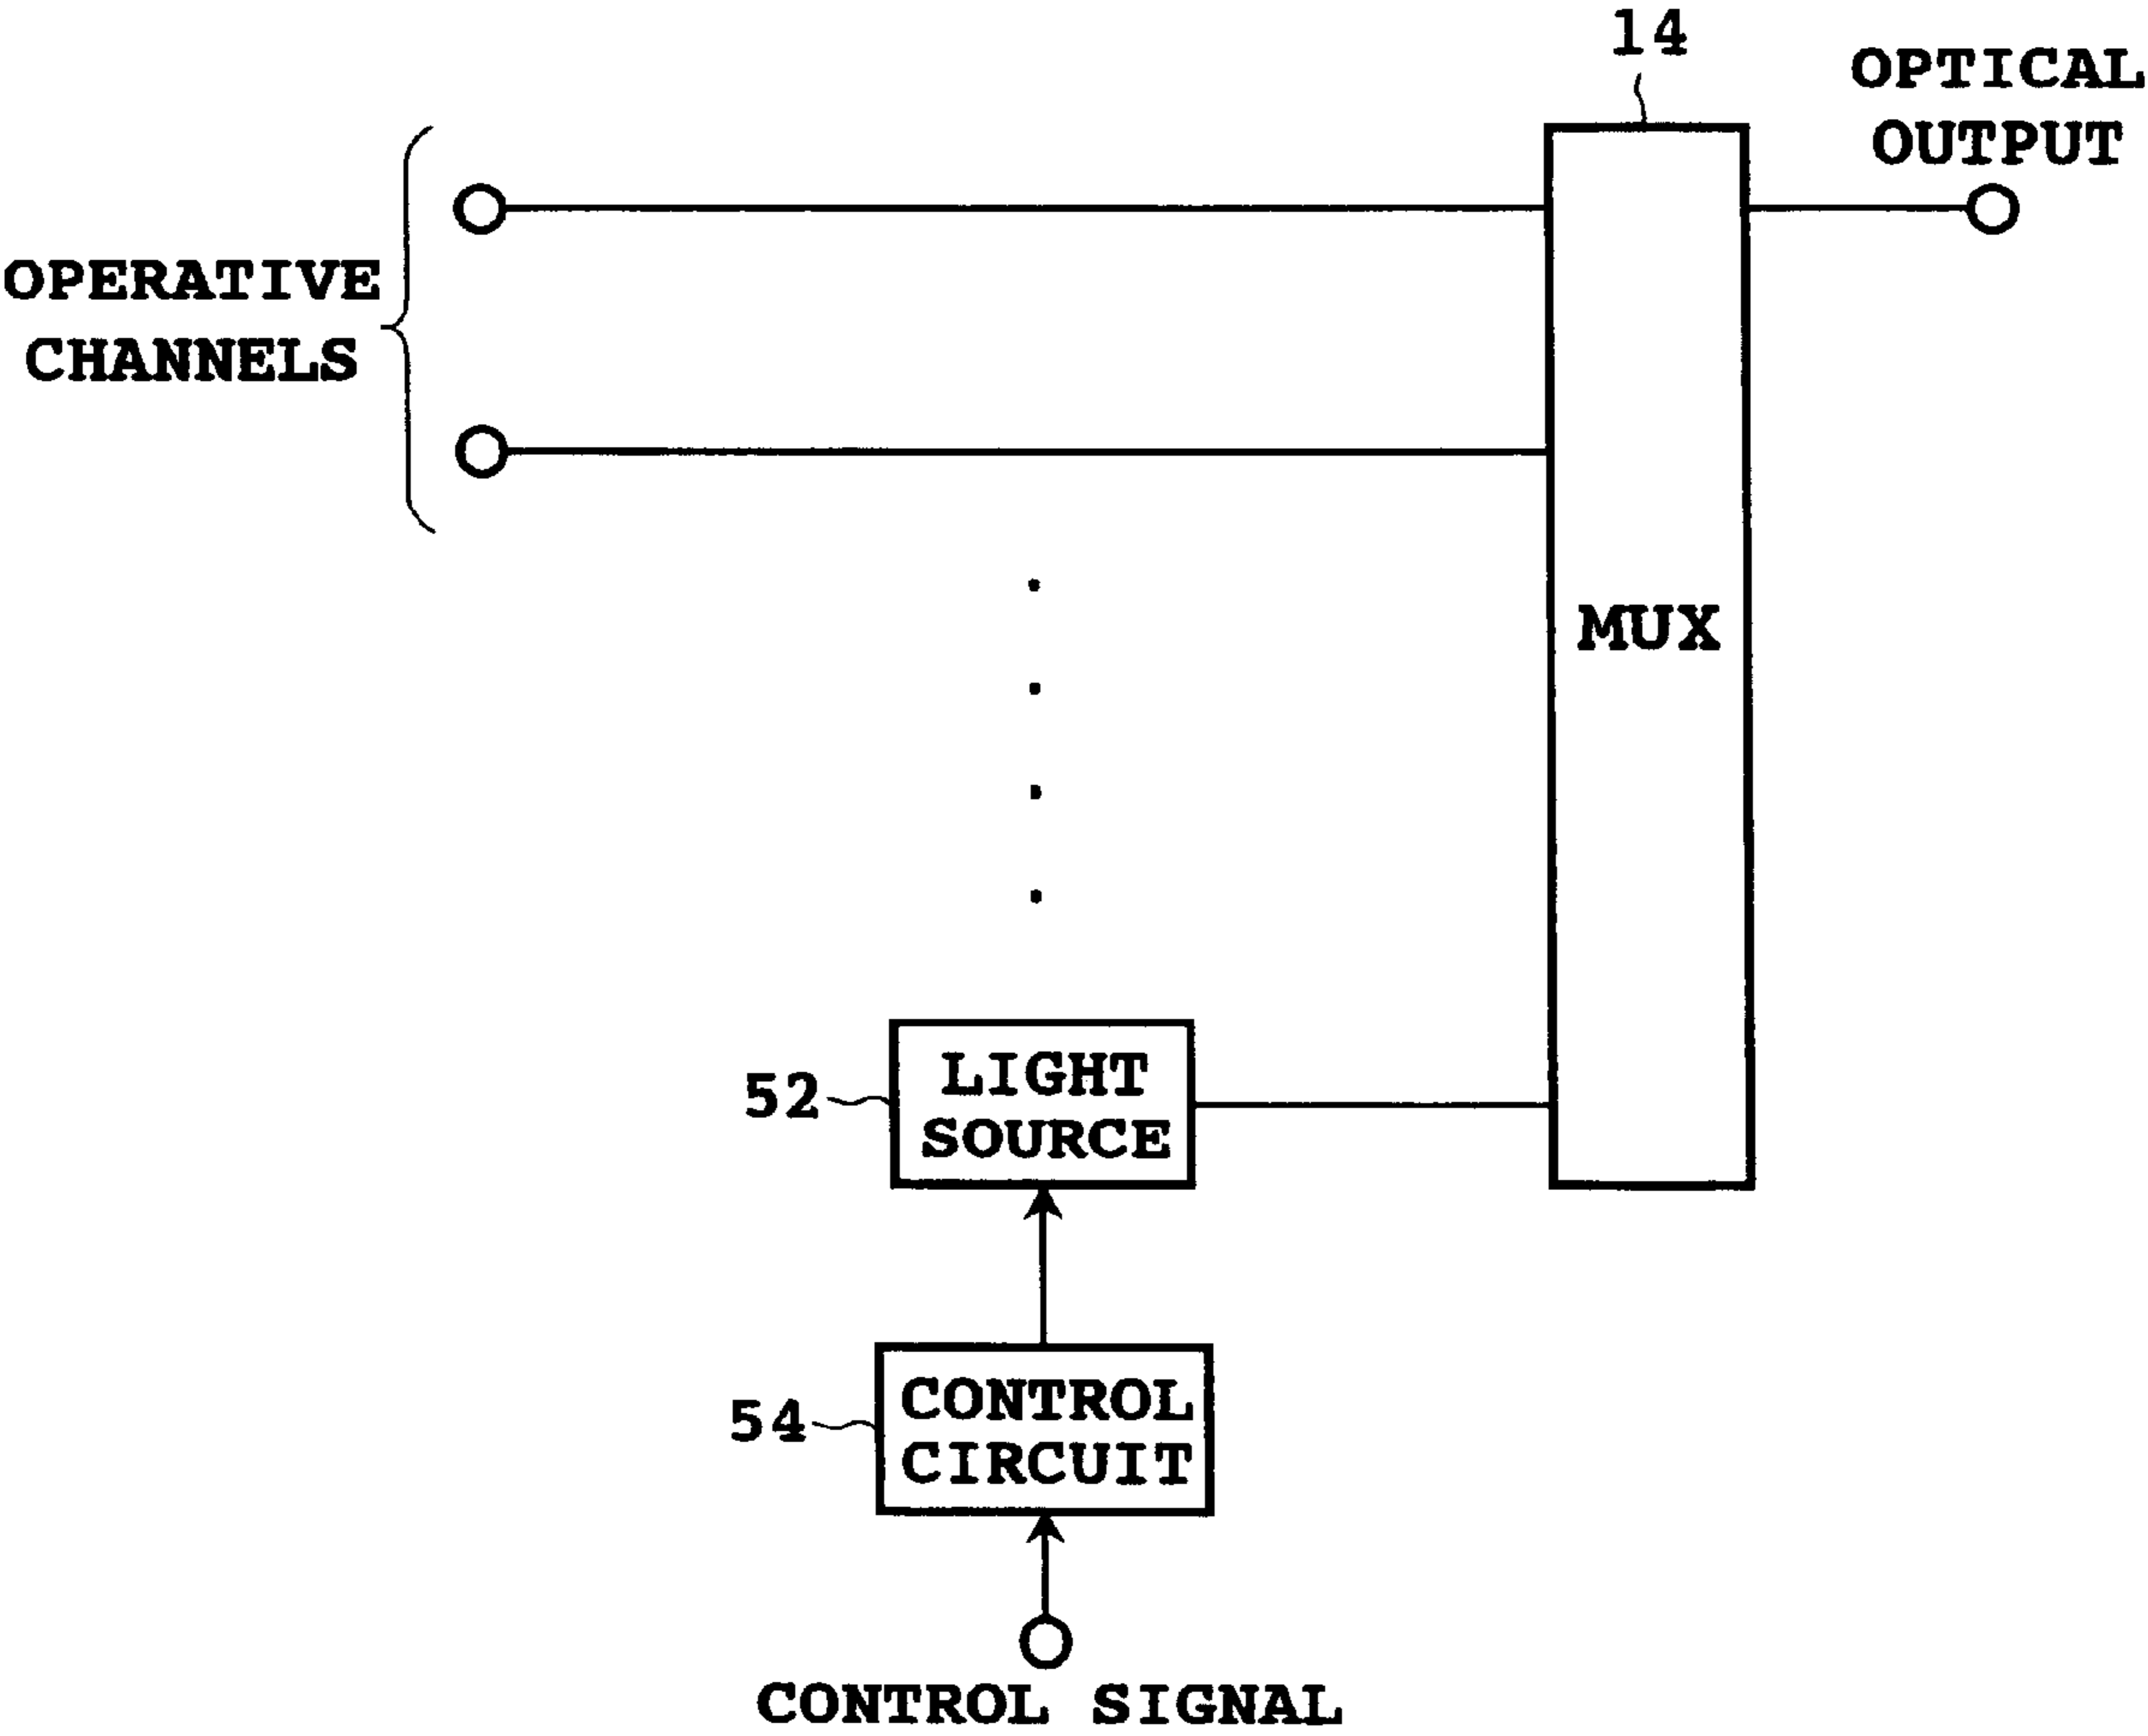 14
OPTICAL
OUTPUT
OPERATIVE
CHANNELS
MUX
52
LIGHT
SOURCE
54
CONTROL
CIRCUIT
CONTROL SIGNAL